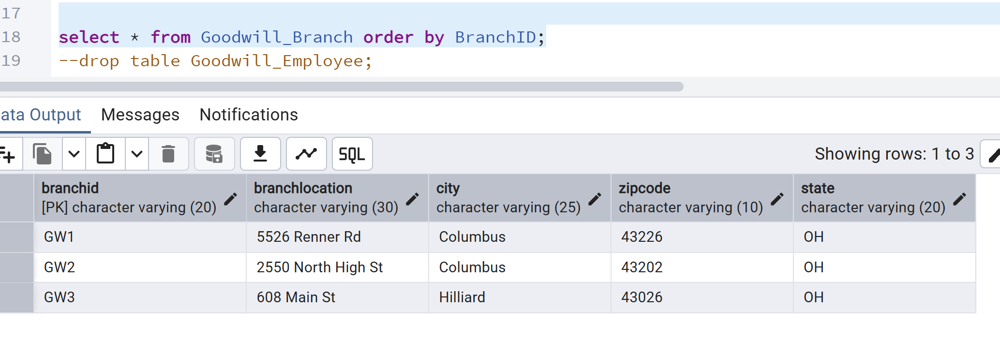 17
18 select * from Goodwill_Branch order by BranchID;
19 --drop table Goodwill_Employee;
ata Output Messages Notifications
SQL Showing rows: 1 to 3
branchid branchlocation city zipcode state
[PK] character varying (20) character varying (30) character varying (25) character varying (10) character varying (20)
GW1 5526 Renner Rd Columbus 43226 OH
GW2 2550 North High St Columbus 43202 OH
GW3 608 Main St Hilliard 43026 OH